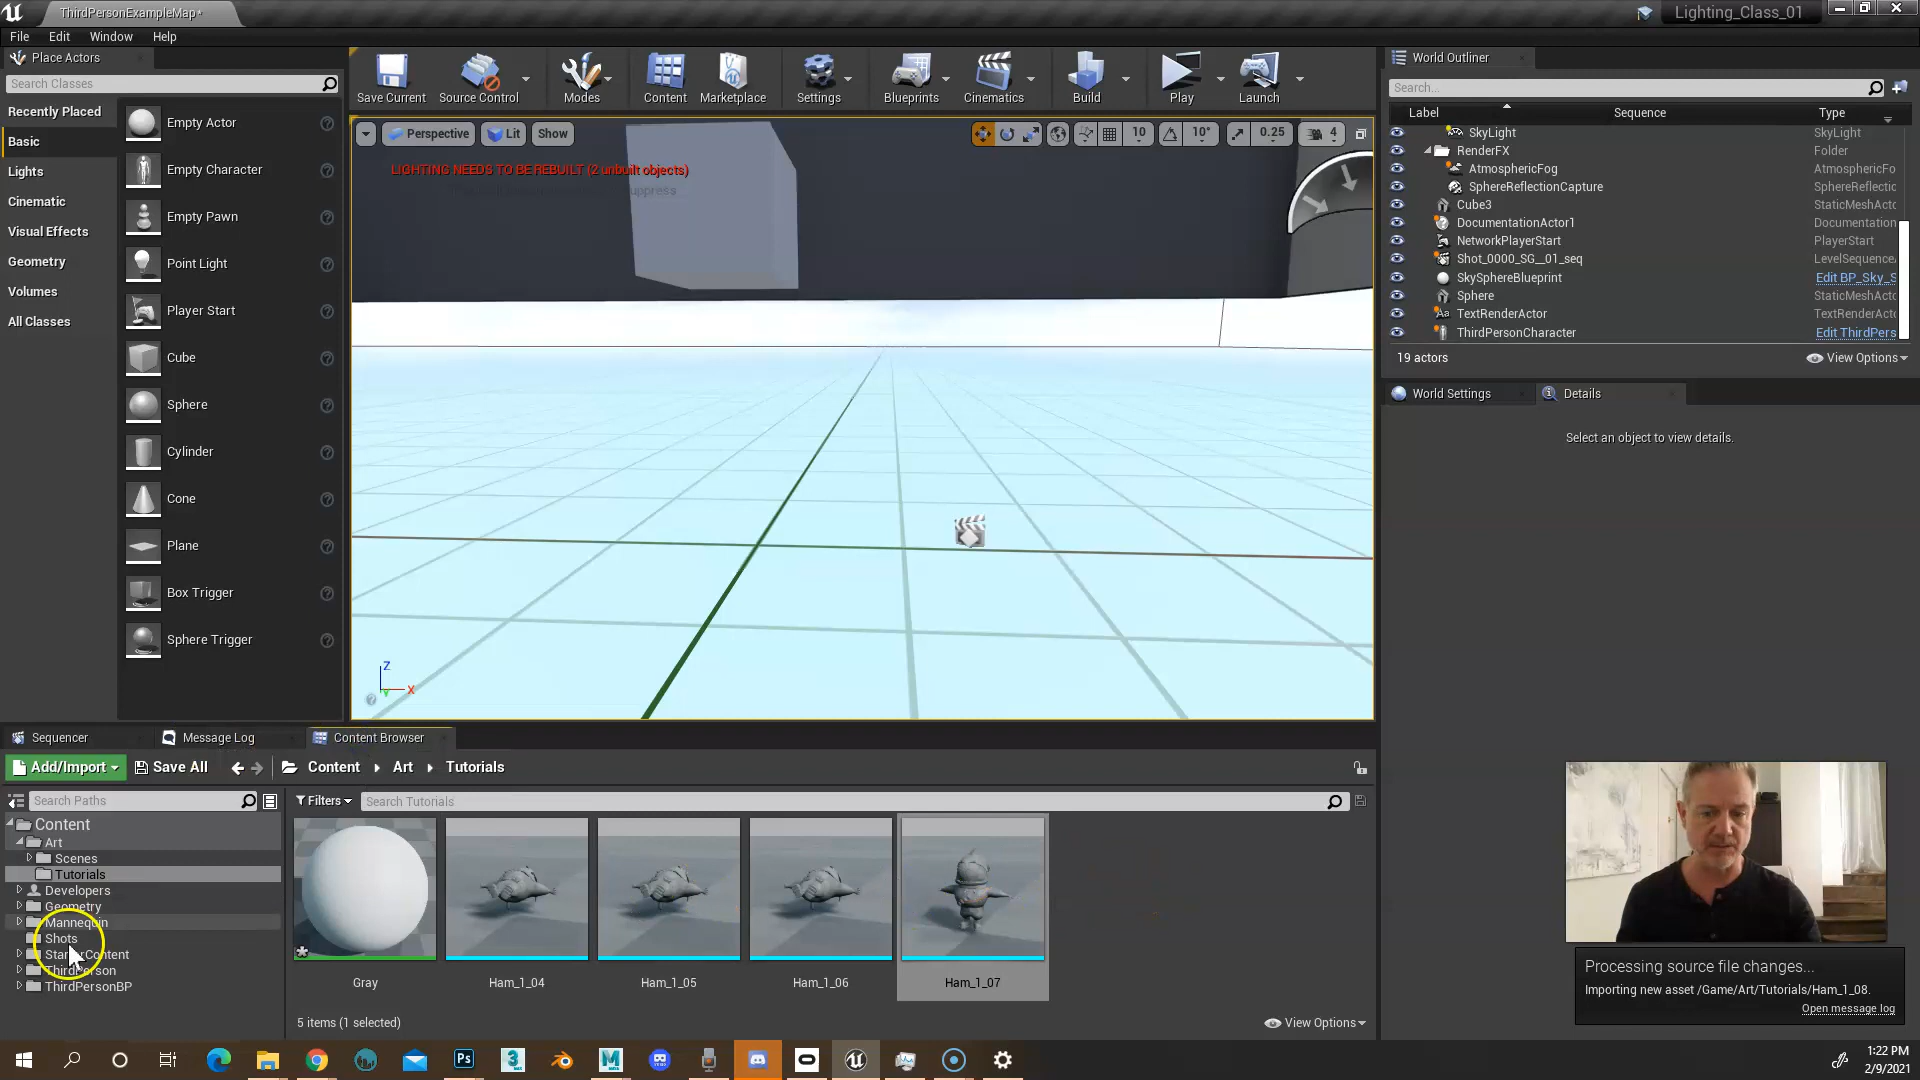 ThirdPersonExampleMap*
Lighting_Class_01
File Edit Window Help
Place Actors
Search Classes
Recently Placed
Basic
Lights
Cinematic
Visual Effects
Geometry
Volumes
All Classes
Empty Actor
Empty Character
Empty Pawn
Point Light
Player Start
Cube
Sphere
Cylinder
Cone
Plane
Box Trigger
Sphere Trigger
Save Current Source Control Modes Content Marketplace Settings Blueprints Cinematics Build Play Launch
Perspective Lit Show 10 10° 0.25 4
LIGHTING NEEDS TO BE REBUILT (2 unbuilt objects)
Z
Y X
World Outliner
Search...
Label Sequence Type
SkyLight SkyLight
RenderFX Folder
AtmosphericFog AtmosphericFo
SphereReflectionCapture SphereReflectic
Cube3 StaticMeshActo
DocumentationActor1 Documentation
NetworkPlayerStart PlayerStart
Shot_0000_SG__01_seq LevelSequence
SkySphereBlueprint Edit BP_Sky_S
Sphere StaticMeshActo
TextRenderActor TextRenderActo
ThirdPersonCharacter Edit ThirdPers
19 actors View Options
World Settings Details
Select an object to view details.
Sequencer Message Log Content Browser
Add/Import Save All Content Art Tutorials
Search Paths
Filters Search Tutorials
Content
Art
Scenes
Tutorials
Developers
Geometry
Mannequin
Shots
StarterContent
ThirdPerson
ThirdPersonBP
Gray Ham_1_04 Ham_1_05 Ham_1_06 Ham_1_07
5 items (1 selected) View Options
Processing source file changes...
Importing new asset /Game/Art/Tutorials/Ham_1_08.
Open message log
Ps 3
1:22 PM
2/9/2021